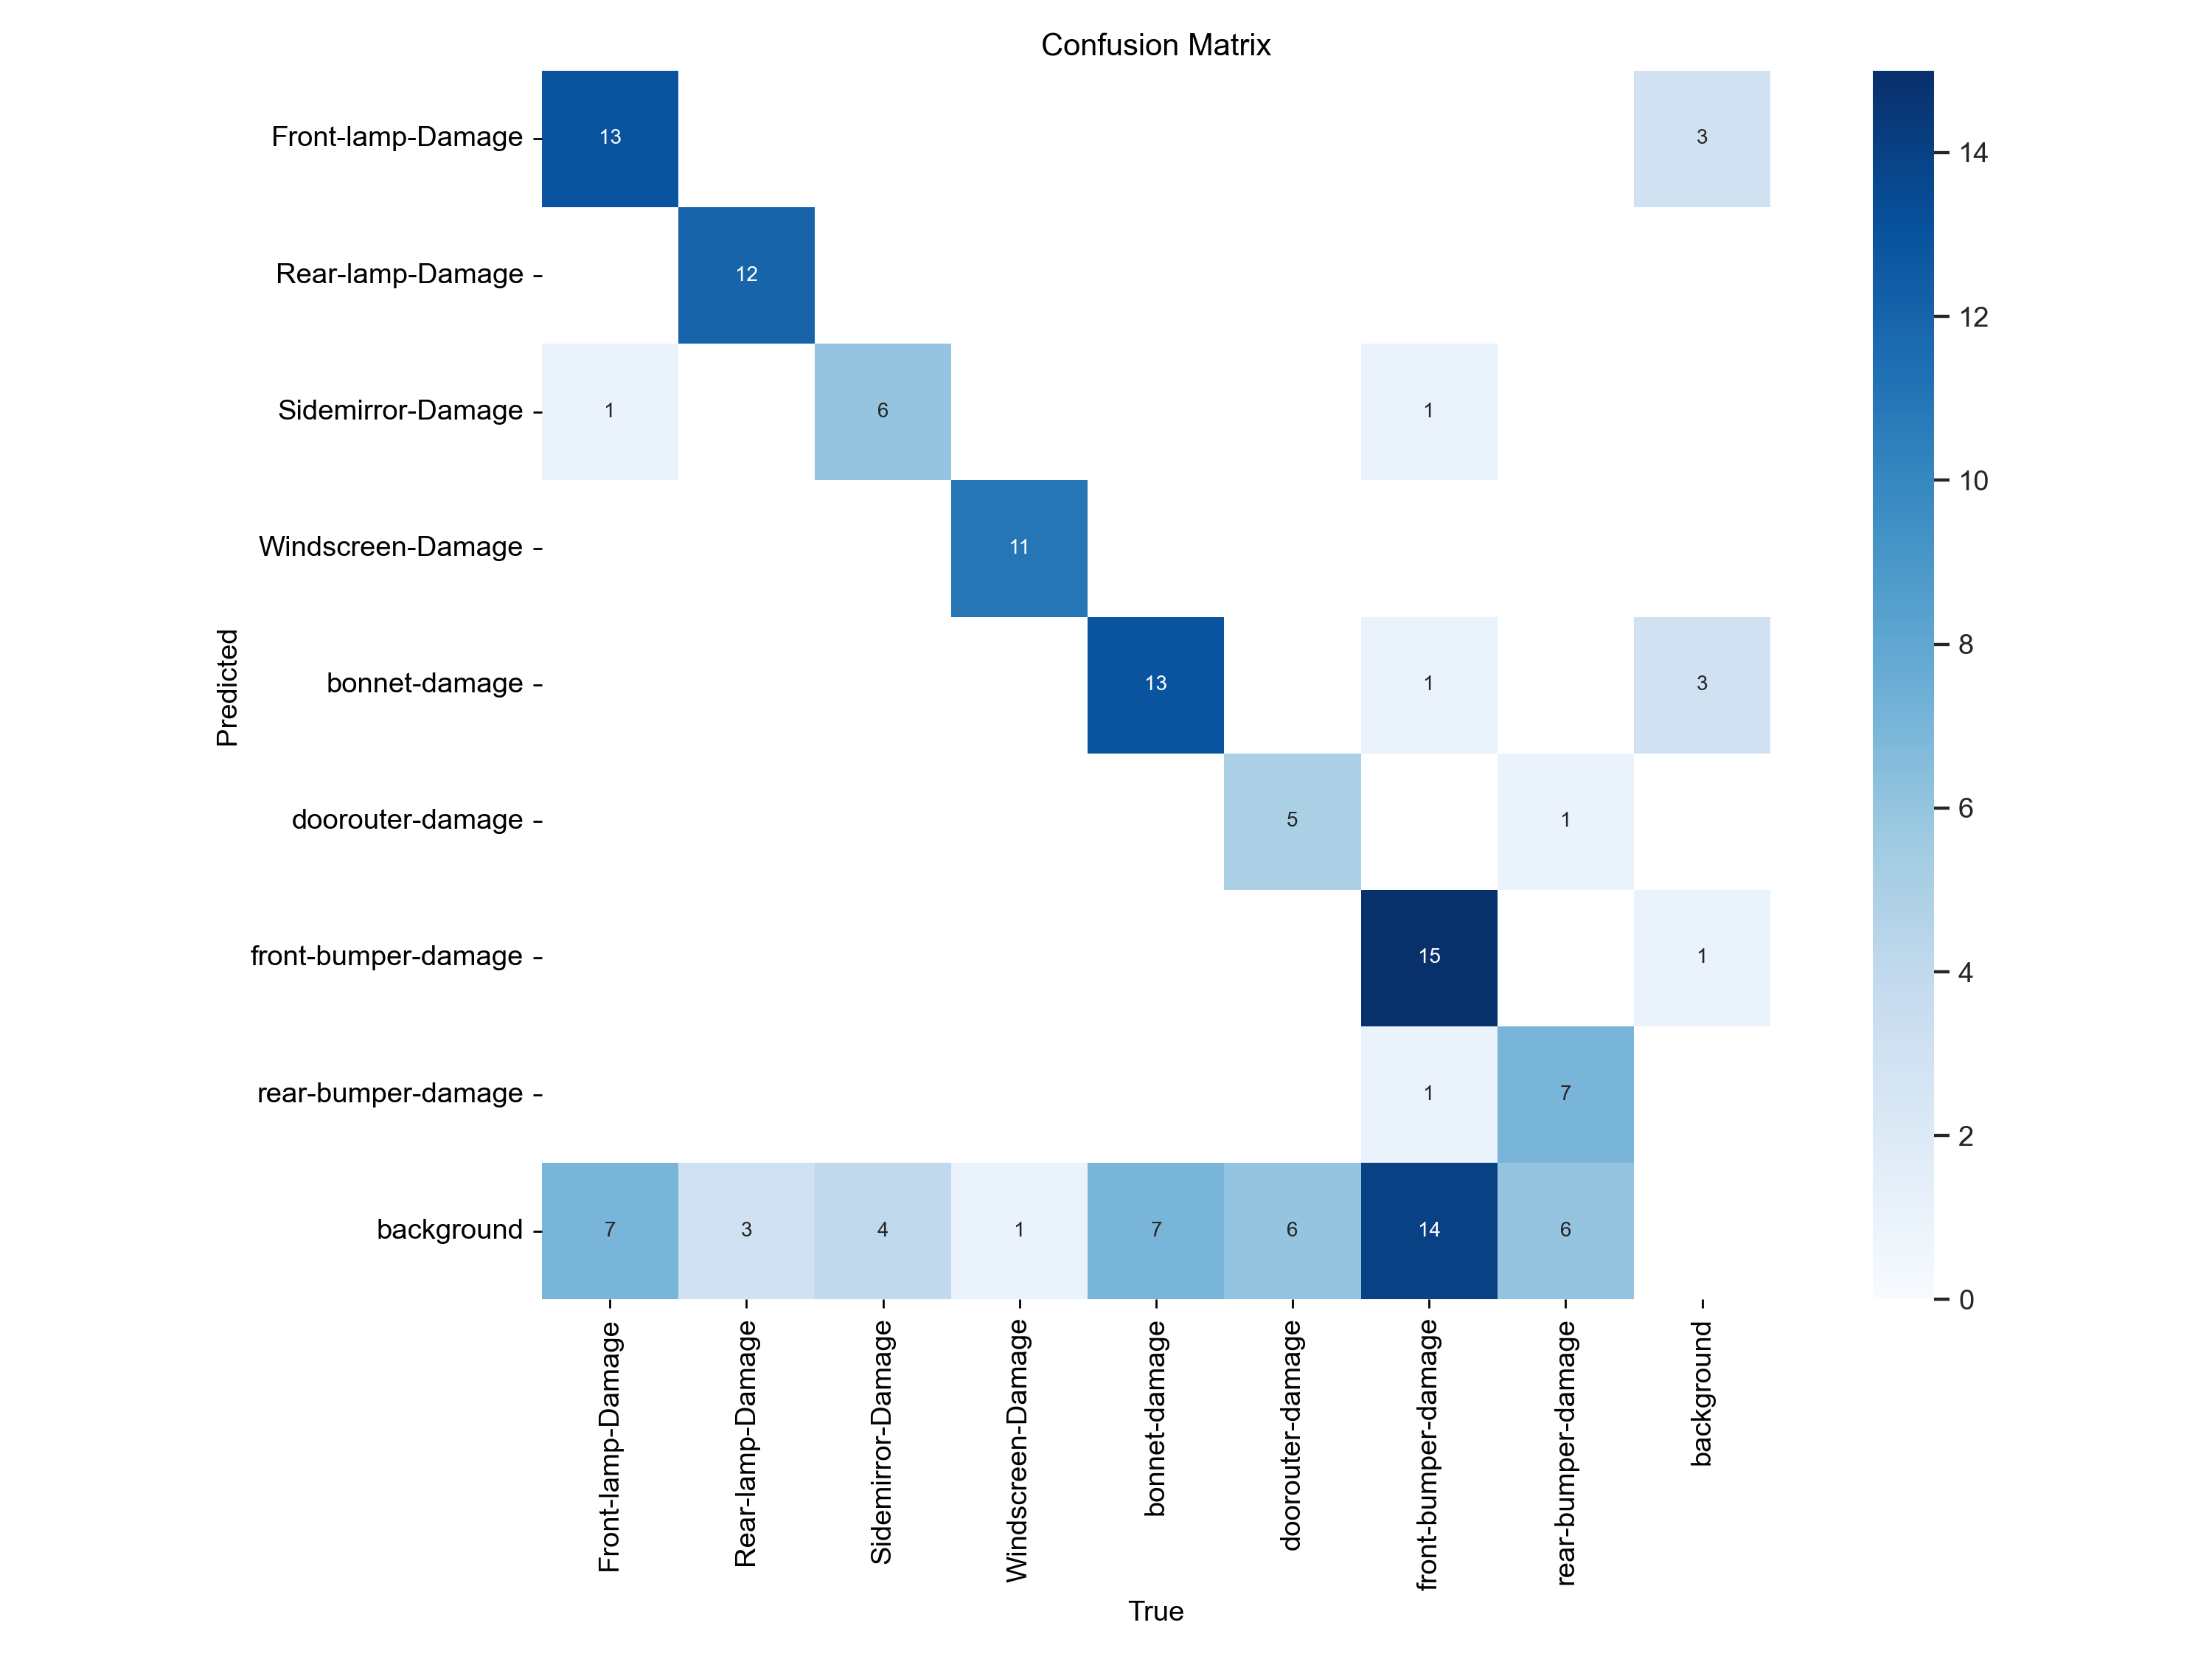 Confusion Matrix
Front-lamp-Damage 13 3
Rear-lamp-Damage 12
Sidemirror-Damage 1 6 1
Windscreen-Damage 11
bonnet-damage 13 1 3
doorouter-damage 5 1
front-bumper-damage 15 1
rear-bumper-damage 1 7
background 7 3 4 1 7 6 14 6
Predicted
Front-lamp-Damage
Rear-lamp-Damage
Sidemirror-Damage
Windscreen-Damage
bonnet-damage
doorouter-damage
front-bumper-damage
rear-bumper-damage
background
True
14
12
10
8
6
4
2
0